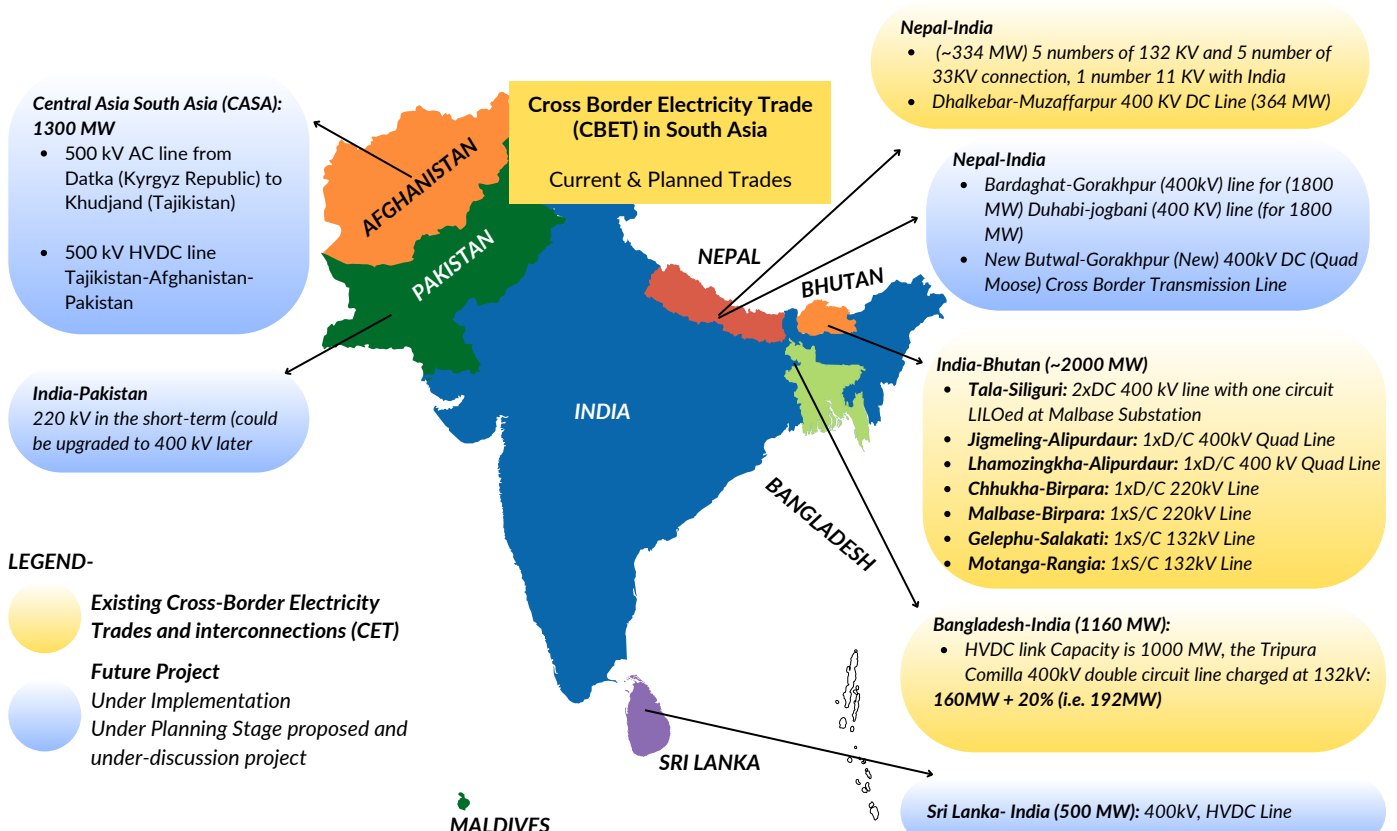 Cross Border Electricity Trade
(CBET) in South Asia
Current & Planned Trades
Central Asia South Asia (CASA):
1300 MW
• 500 kV AC line from
Datka (Kyrgyz Republic) to
Khudjand (Tajikistan)
• 500 kV HVDC line
Tajikistan-Afghanistan-
Pakistan
India-Pakistan
220 kV in the short-term (could
be upgraded to 400 kV later
LEGEND-
Existing Cross-Border Electricity
Trades and interconnections (CET)
Future Project
Under Implementation
Under Planning Stage proposed and
under-discussion project
AFGHANISTAN
PAKISTAN
INDIA
NEPAL
BHUTAN
BANGLADESH
SRI LANKA
MALDIVES
Nepal-India
• (~334 MW) 5 numbers of 132 KV and 5 number of
33KV connection, 1 number 11 KV with India
• Dhalkebar-Muzaffarpur 400 KV DC Line (364 MW)
Nepal-India
• Bardaghat-Gorakhpur (400kV) line for (1800
MW) Duhabi-jogbani (400 KV) line (for 1800
MW)
• New Butwal-Gorakhpur (New) 400kV DC (Quad
Moose) Cross Border Transmission Line
India-Bhutan (~2000 MW)
• Tala-Siliguri: 2xDC 400 kV line with one circuit
LILOed at Malbase Substation
• Jigmeling-Alipurdaur: 1xD/C 400kV Quad Line
• Lhamozingkha-Alipurdaur: 1xD/C 400 kV Quad Line
• Chhukha-Birpara: 1xD/C 220kV Line
• Malbase-Birpara: 1xS/C 220kV Line
• Gelephu-Salakati: 1xS/C 132kV Line
• Motanga-Rangia: 1xS/C 132kV Line
Bangladesh-India (1160 MW):
• HVDC link Capacity is 1000 MW, the Tripura
Comilla 400kV double circuit line charged at 132kV:
160MW + 20% (i.e. 192MW)
Sri Lanka- India (500 MW): 400kV, HVDC Line